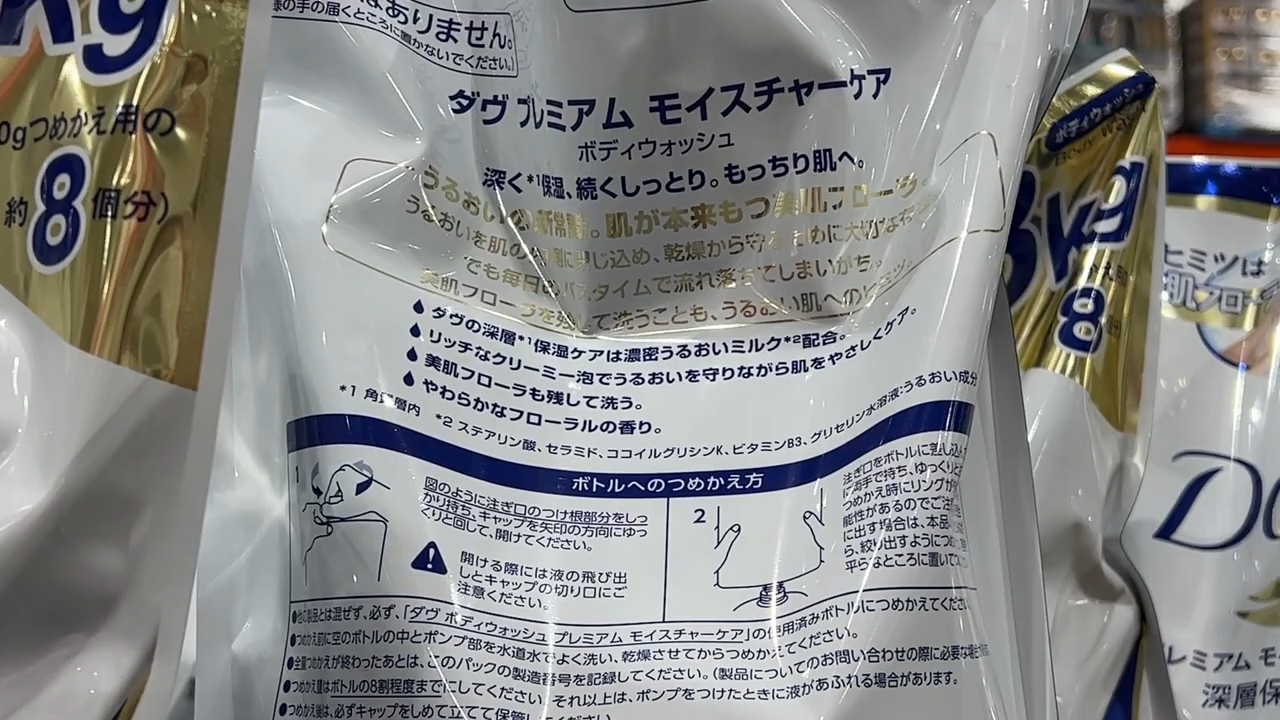 kg
0gつめかえ用の
約8個分)
はありません。
の手の届くところに置かないでください。)
ダヴ プレミアム モイスチャーケア
ボディウォッシュ
深く*1保湿、続くしっとり。もっちり肌へ。
うるおいの新常識。肌が本来もつ美肌フローラ。
うるおいを肌の内側に閉じ込め、乾燥から守るために大切な存在
でも毎日のバスタイムで流れ落ちてしまいがち。
美肌フローラを残して洗うことも、うるおい肌へのヒミツ。
ダヴの深層*1保湿ケアは濃密うるおいミルク*2配合。
リッチなクリーミー泡でうるおいを守りながら肌をやさしくケア。
美肌フローラも残して洗う。
やわらかなフローラルの香り。
*1 角質層内 *2 ステアリン酸、セラミド、ココイルグリシンK、ビタミンB3、グリセリン水溶液:うるおい成分
ボトルへのつめかえ方
1
図のように注ぎ口のつけ根部分をしっ
かり持ち、キャップを矢印の方向にゆっ
くりと回して、開けてください。
開ける際には液の飛び出
しとキャップの切り口にご
注意ください。
2
注ぎ口をボトルに差し込み
両手で持ち、ゆっくりと
つめかえ時にリングが
能性があるのでご注
に出す場合は、本品
ら、絞り出すようにつめ
平らなところに置いて
●他の製品とは混ぜず、必ず、「ダヴ ボディウォッシュ プレミアム モイスチャーケア」の使用済みボトルにつめかえてくださ
●つめかえ前に空のボトルの中とポンプ部を水道水でよく洗い、乾燥させてからつめかえてください。
●全量つめかえが終わったあとは、このパックの製造番号を記録してください。(製品についてのお問い合わせの際に必要な場合
●つめかえ量はボトルの8割程度までにしてください。それ以上は、ポンプをつけたときに液があふれる場合があります。
●つめかえ後は、必ずキャップをしめて立てて保管してください。
ボディウォッシュ
Body Wash
3kg
8
ヒミツは
肌フロー
Do
レミアム モ
深層保